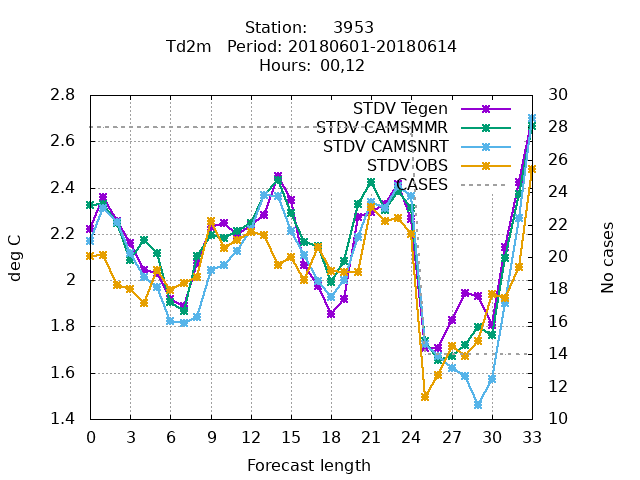 Station: 3953
Td2m Period: 20180601-20180614
Hours: 00,12
STDV Tegen
STDV CAMSMMR
STDV CAMSNRT
STDV OBS
CASES
deg C
2.8
2.6
2.4
2.2
2
1.8
1.6
1.4
No cases
30
28
26
24
22
20
18
16
14
12
10
0 3 6 9 12 15 18 21 24 27 30 33
Forecast length